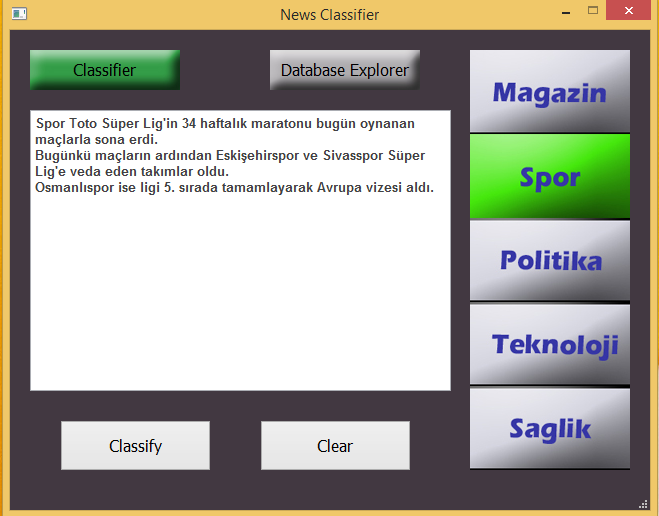 News Classifier
Classifier
Database Explorer
Spor Toto Süper Lig'in 34 haftalık maratonu bugün oynanan
maçlarla sona erdi.
Bugünkü maçların ardından Eskişehirspor ve Sivasspor Süper
Lig'e veda eden takımlar oldu.
Osmanlıspor ise ligi 5. sırada tamamlayarak Avrupa vizesi aldı.
Magazin
Spor
Politika
Teknoloji
Saglik
Classify
Clear